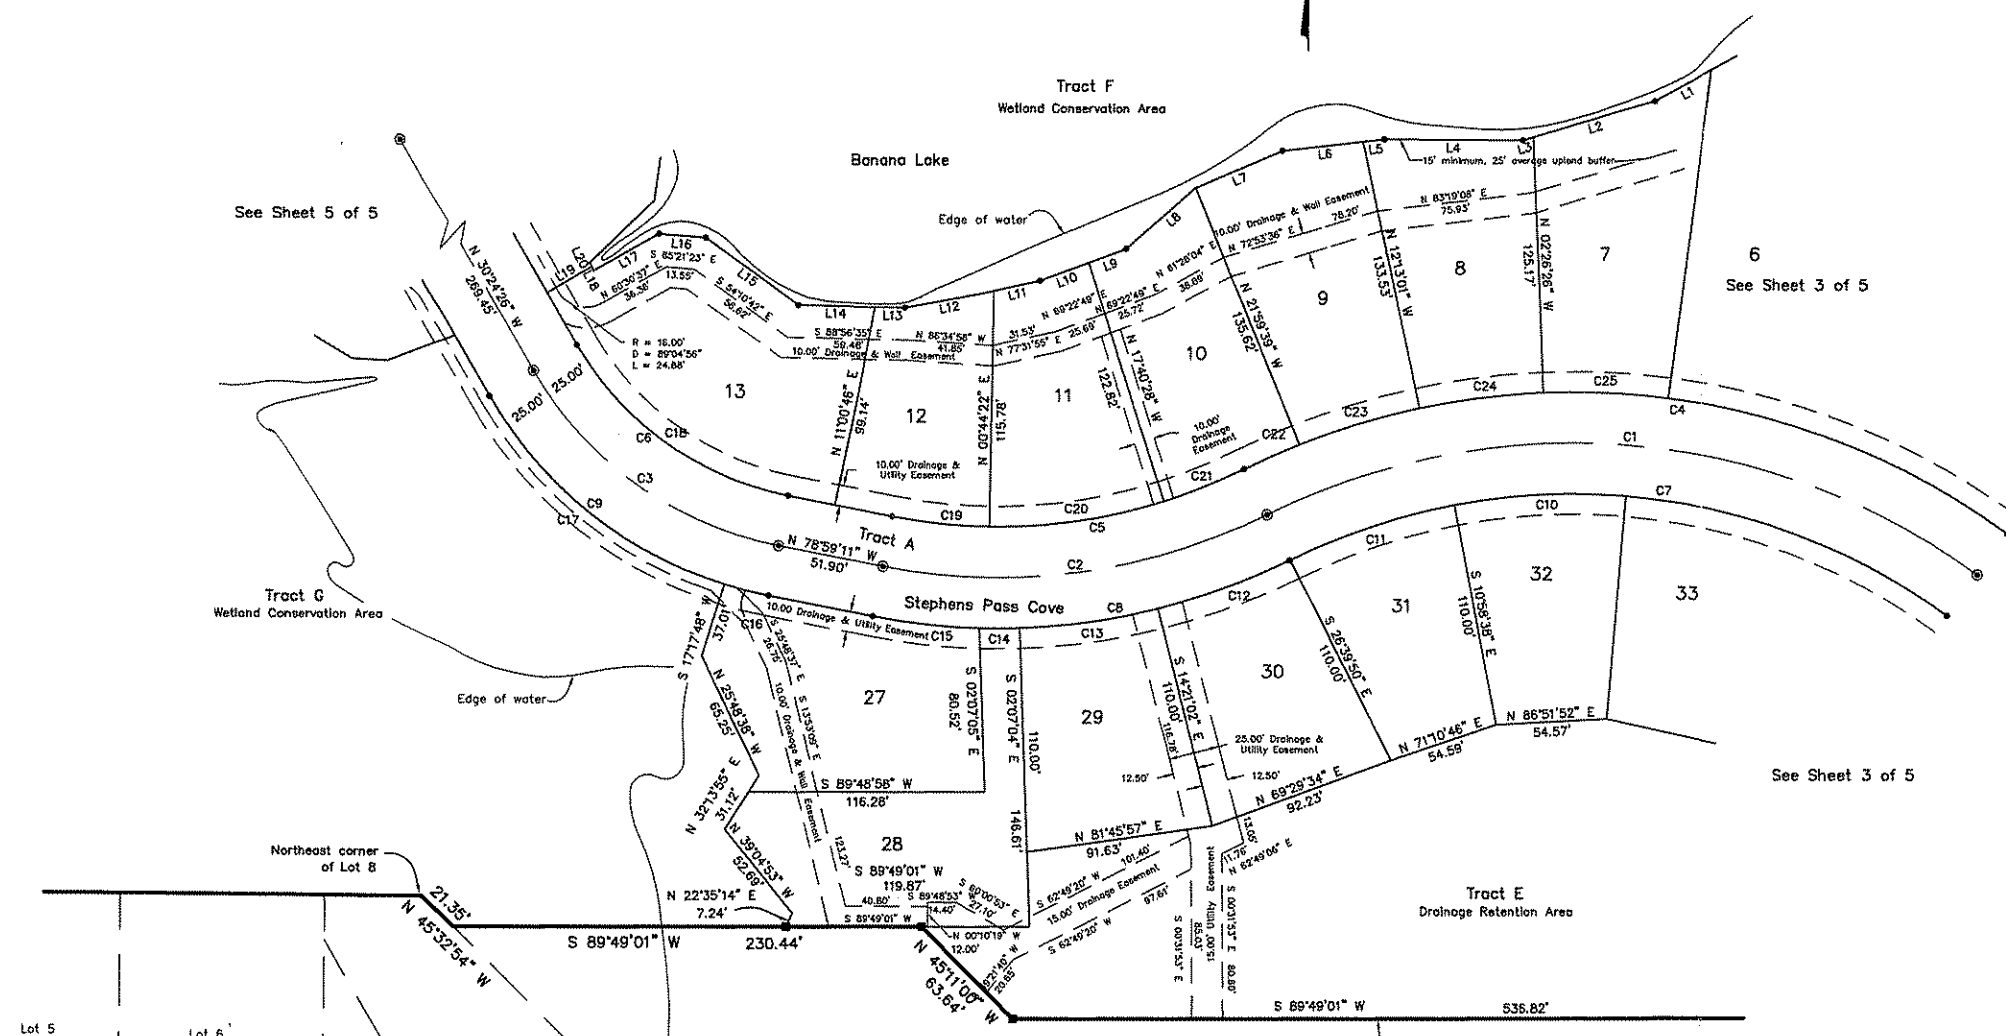 Tract F
Wetland Conservation Area
Banana Lake
See Sheet 5 of 5
Edge of water
15' minimum, 25' average upland buffer
L1
L2
L3
L4
L5
L6
L7
L8
L9
L10
L11
L12
L13
L14
L15
L16
L17
L18
L19
L20
N 30°24'26" W
269.45'
N 60°30'37" E
36.38'
S 85°21'23" E
13.55'
S 54°10'42" E
56.62'
S 88°56'35" E
59.46'
10.00' Drainage & Wall Easement
N 86°34'58" W
41.85'
N 77°31'55" E
31.53'
N 69°22'49" E
25.69'
N 69°22'49" E
25.72'
N 61°26'04" E
36.89'
10.00' Drainage & Wall Easement
N 72°53'36" E
78.20'
N 83°19'08" E
75.93'
R = 16.00'
D = 89°04'56"
L = 24.88'
6
See Sheet 3 of 5
7
N 02°26'26" W
125.17'
8
N 12°13'01" W
133.53'
9
N 21°59'39" W
135.62'
10
N 17°40'28" W
122.82'
11
N 00°44'22" E
115.78'
12
N 11°00'46" E
99.14'
13
10.00' Drainage &
Utility Easement
10.00'
Drainage
Easement
25.00'
25.00'
C25
C24
C4
C23
C22
C1
C21
C20
C19
C5
C18
C6
C3
C9
C17
C7
C10
C11
C2
C12
C8
C13
C14
C15
C16
Tract A
N 78°59'11" W
51.90'
Stephens Pass Cove
10.00 Drainage & Utility Easement
Tract G
Wetland Conservation Area
Edge of water
S 17°17'48" W
37.01'
N 25°48'38" W
65.25'
N 32°13'55" E
31.12'
N 39°04'53" W
52.69'
N 22°35'14" E
7.24'
S 25°48'37" E
26.76'
S 13°53'09" E
123.27'
10.00' Drainage & Wall Easement
27
S 02°07'05" E
80.52'
S 89°48'58" W
116.28'
28
S 89°49'01" W
119.87'
S 02°07'04" E
110.00'
146.61'
29
S 14°21'02" E
110.00'
116.78'
25.00' Drainage &
Utility Easement
12.50'
12.50'
30
S 26°39'50" E
110.00'
31
S 10°58'38" E
110.00'
32
33
N 86°51'52" E
54.57'
N 71°10'46" E
54.59'
N 69°29'34" E
92.23'
N 81°45'57" E
91.63'
See Sheet 3 of 5
Northeast corner
of Lot 8
21.35'
N 45°32'54" W
S 89°49'01" W
230.44'
40.80'
S 89°49'01" W
S 89°48'53"
14.40'
S 60°00'53" E
27.10'
N 00°10'19" W
12.00'
N 45°11'00" W
63.64'
20.65'
S 62°49'20" W
101.40'
15.00' Drainage Easement
S 62°49'20" W
97.61'
13.05'
11.76'
N 62°49'06" E
S 00°31'53" E
85.03'
15.00' Utility Easement
S 00°31'53" E
80.80'
Tract E
Drainage Retention Area
S 89°49'01" W
536.82'
Lot 5
Lot 6